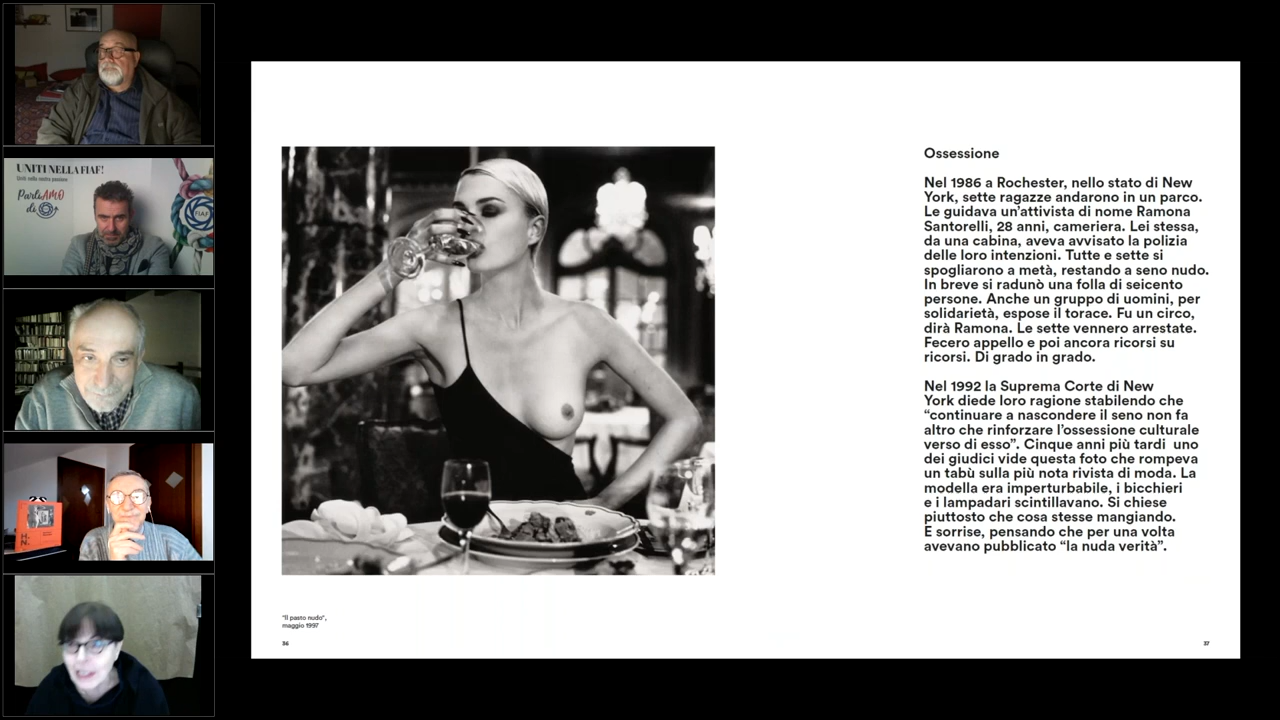 UNITI NELLA FIAF!
Uniti nella nostra passione
ParliAMO
di
FIAF
H.
N.
Ossessione
Nel 1986 a Rochester, nello stato di New
York, sette ragazze andarono in un parco.
Le guidava un’attivista di nome Ramona
Santorelli, 28 anni, cameriera. Lei stessa,
da una cabina, aveva avvisato la polizia
delle loro intenzioni. Tutte e sette si
spogliarono a metà, restando a seno nudo.
In breve si radunò una folla di seicento
persone. Anche un gruppo di uomini, per
solidarietà, espose il torace. Fu un circo,
dirà Ramona. Le sette vennero arrestate.
Fecero appello e poi ancora ricorsi su
ricorsi. Di grado in grado.
Nel 1992 la Suprema Corte di New
York diede loro ragione stabilendo che
“continuare a nascondere il seno non fa
altro che rinforzare l’ossessione culturale
verso di esso”. Cinque anni più tardi uno
dei giudici vide questa foto che rompeva
un tabù sulla più nota rivista di moda. La
modella era imperturbabile, i bicchieri
e i lampadari scintillavano. Si chiese
piuttosto che cosa stesse mangiando.
E sorrise, pensando che per una volta
avevano pubblicato “la nuda verità”.
“Il pasto nudo”,
maggio 1997
36
37